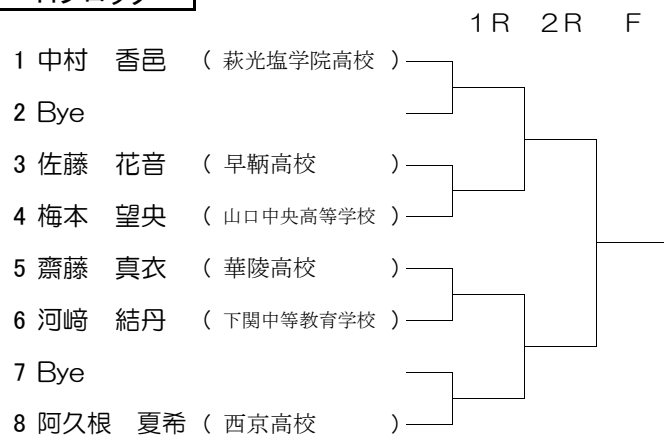 １Ｒ ２Ｒ Ｆ
1 中村 香邑 （ 萩光塩学院高校 ）
2 Bye
3 佐藤 花音 （ 早鞆高校 ）
4 梅本 望央 （ 山口中央高等学校 ）
5 齋藤 真衣 （ 華陵高校 ）
6 河﨑 結丹 （ 下関中等教育学校 ）
7 Bye
8 阿久根 夏希 （ 西京高校 ）